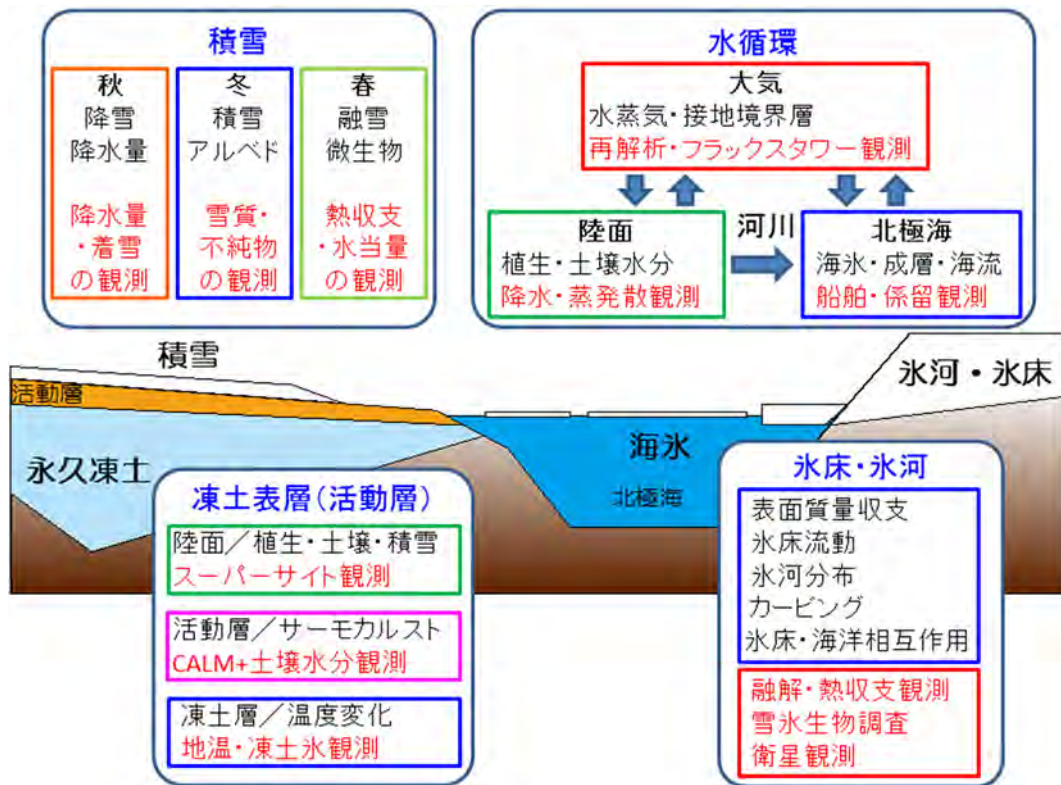 積雪
秋
降雪
降水量
降水量
・着雪
の観測
冬
積雪
アルベド
雪質・
不純物
の観測
春
融雪
微生物
熱収支
・水当量
の観測
水循環
大気
水蒸気・接地境界層
再解析・フラックスタワー観測
陸面
植生・土壌水分
降水・蒸発散観測
河川
北極海
海氷・成層・海流
船舶・係留観測
積雪
活動層
永久凍土
海氷
北極海
氷河・氷床
凍土表層(活動層)
陸面／植生・土壌・積雪
スーパーサイト観測
活動層／サーモカルスト
CALM+土壌水分観測
凍土層／温度変化
地温・凍土氷観測
氷床・氷河
表面質量収支
氷床流動
氷河分布
カービング
氷床・海洋相互作用
融解・熱収支観測
雪氷生物調査
衛星観測